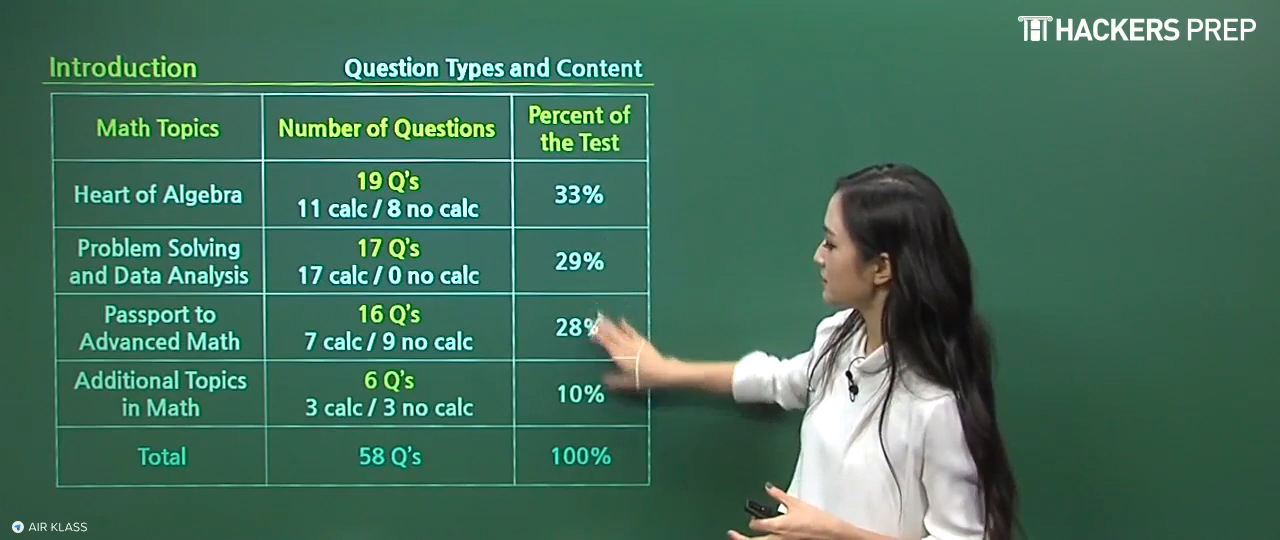 HACKERS PREP
Introduction
Question Types and Content
Math Topics
Number of Questions
Percent of
the Test
Heart of Algebra
19 Q's
11 calc / 8 no calc
33%
Problem Solving
and Data Analysis
17 Q's
17 calc / 0 no calc
29%
Passport to
Advanced Math
16 Q's
7 calc / 9 no calc
28%
Additional Topics
in Math
6 Q's
3 calc / 3 no calc
10%
Total
58 Q's
100%
AIR KLASS